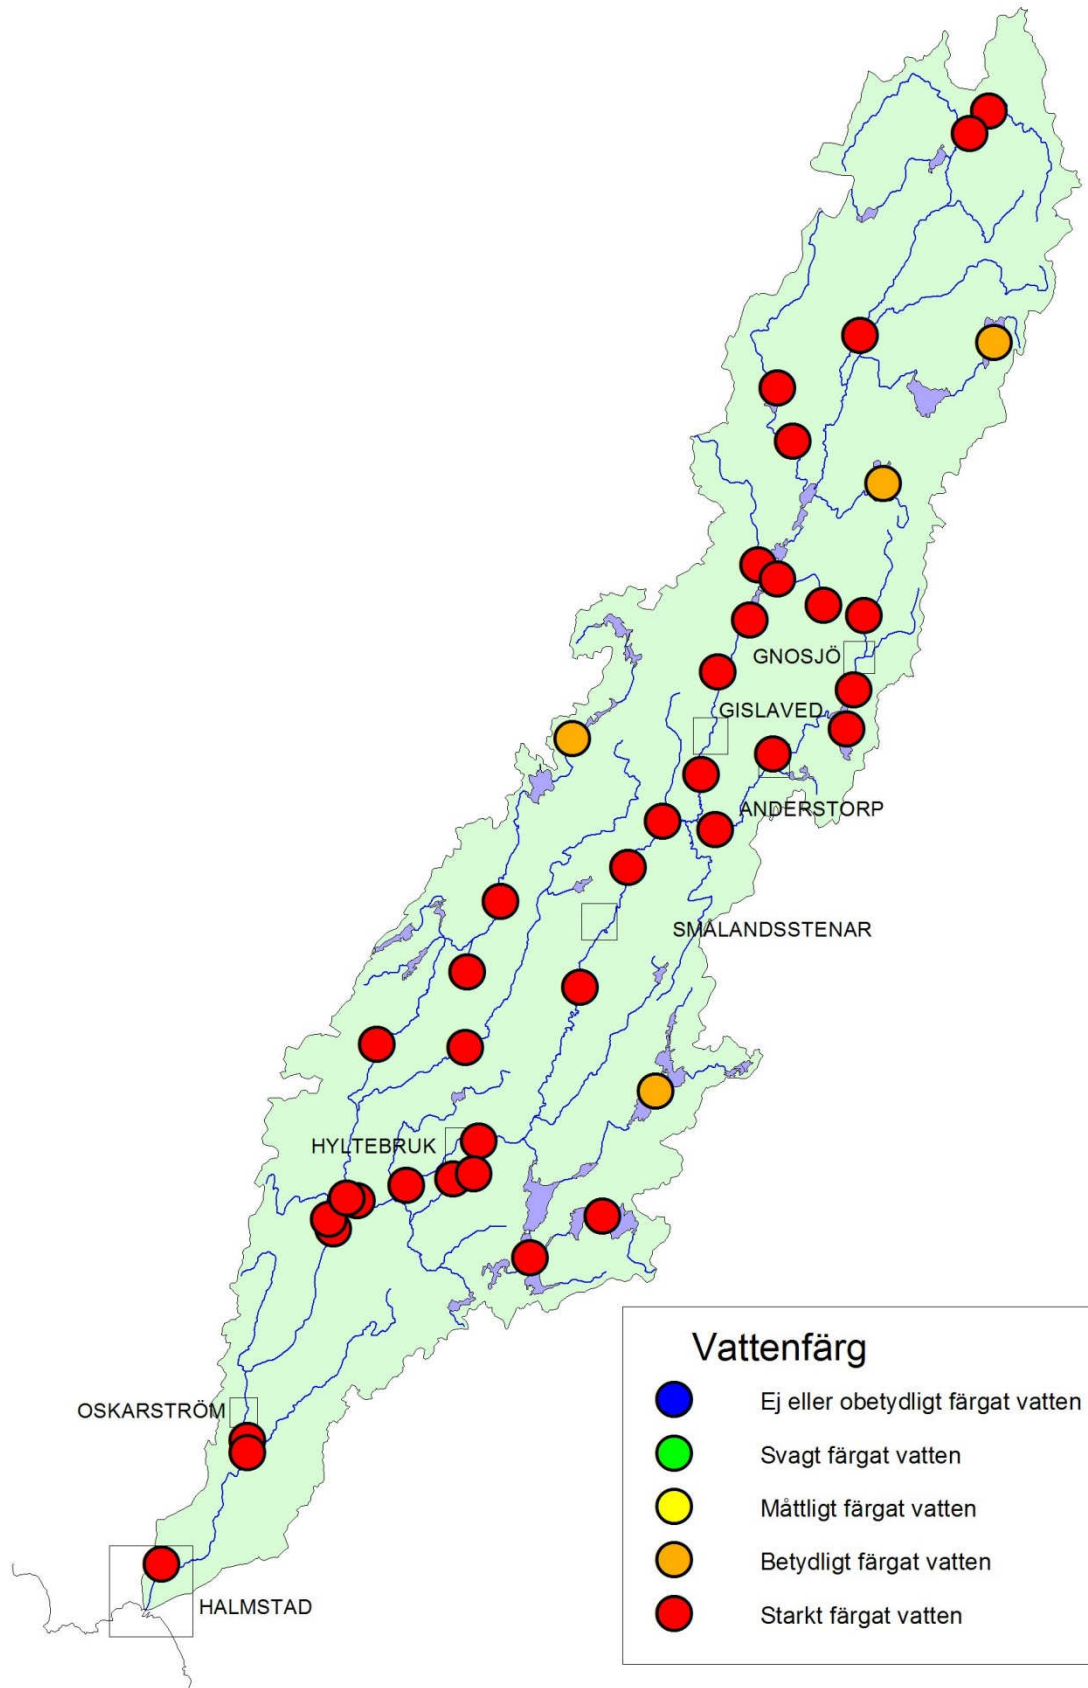 GNOSJÖ
GISLAVED
ANDERSTORP
SMÅLANDSSTENAR
HYLTEBRUK
OSKARSTRÖM
HALMSTAD
Vattenfärg
Ej eller obetydligt färgat vatten
Svagt färgat vatten
Måttligt färgat vatten
Betydligt färgat vatten
Starkt färgat vatten